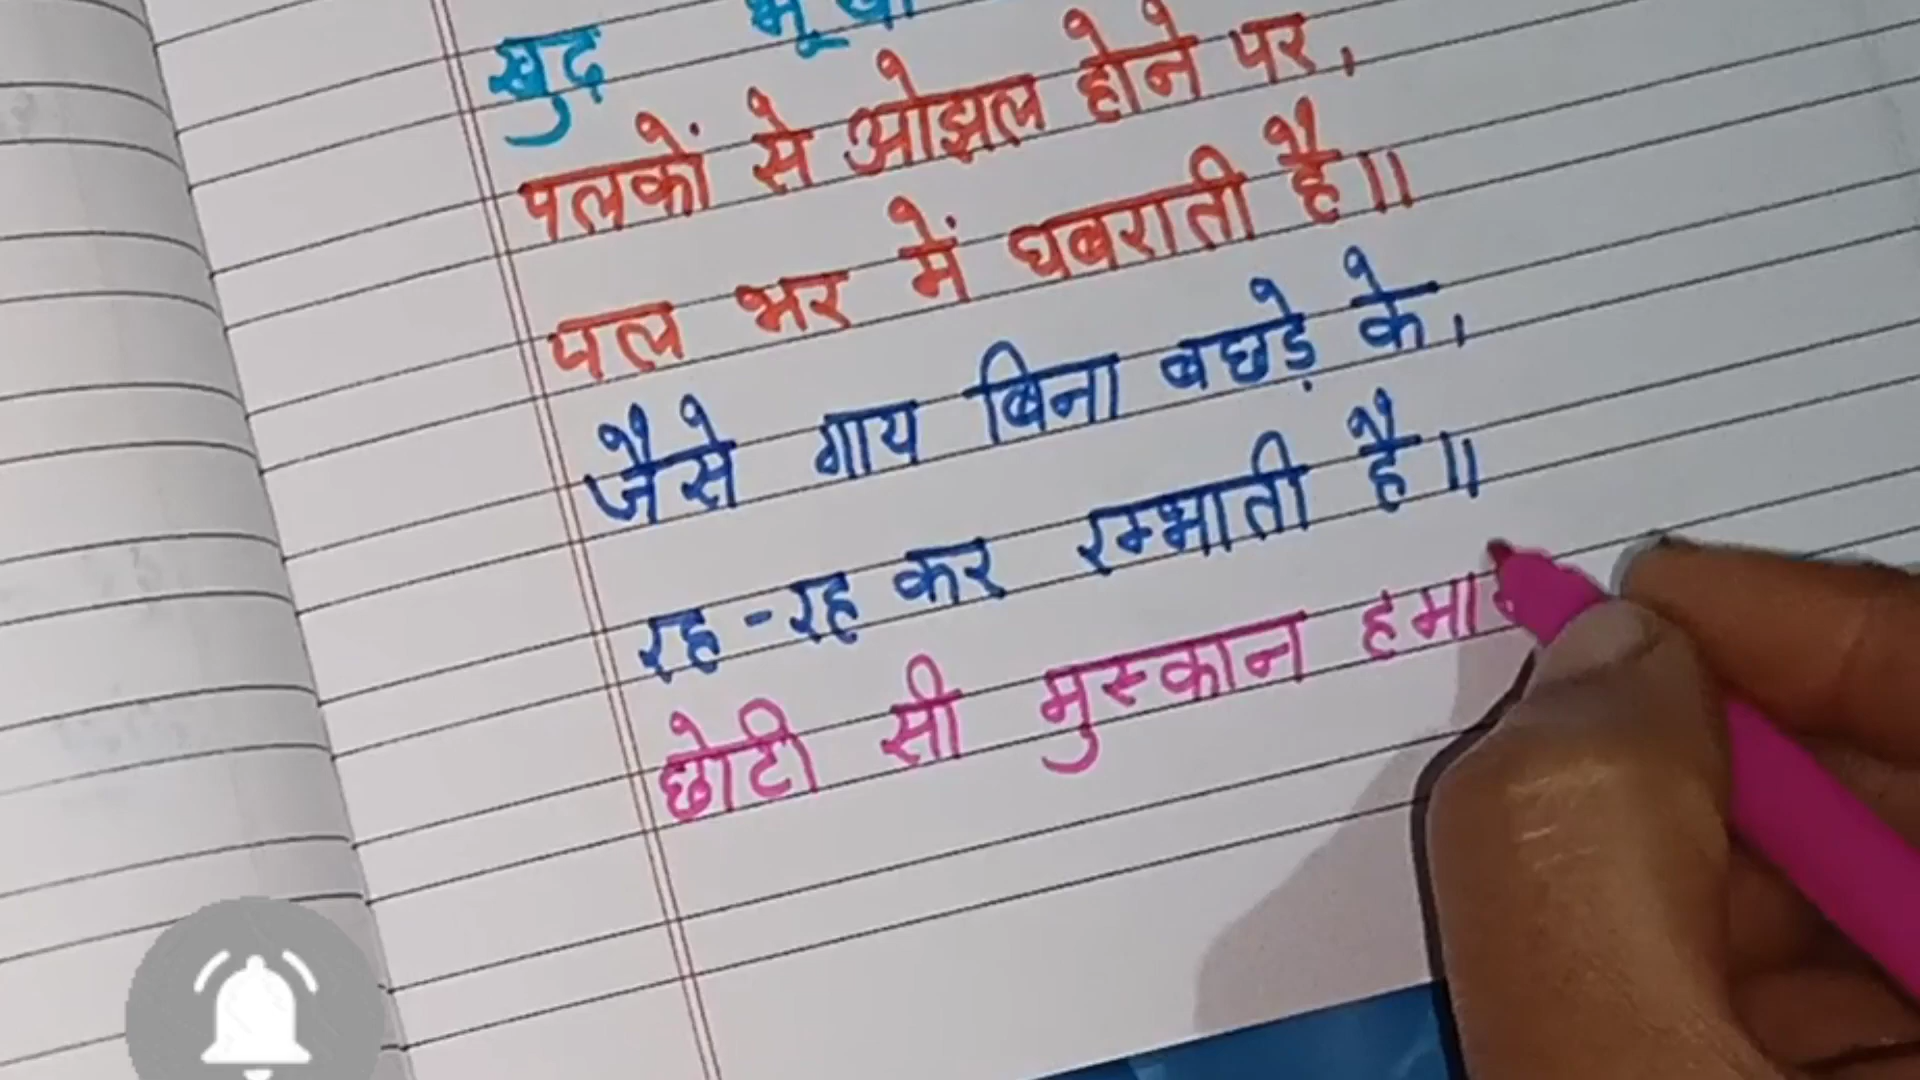 खुद
पलकों से ओझल होने पर,
पल भर में घबराती है॥
जैसे गाय बिना बछड़े के,
रह-रह कर रम्भाती है॥
छोटी सी मुस्कान